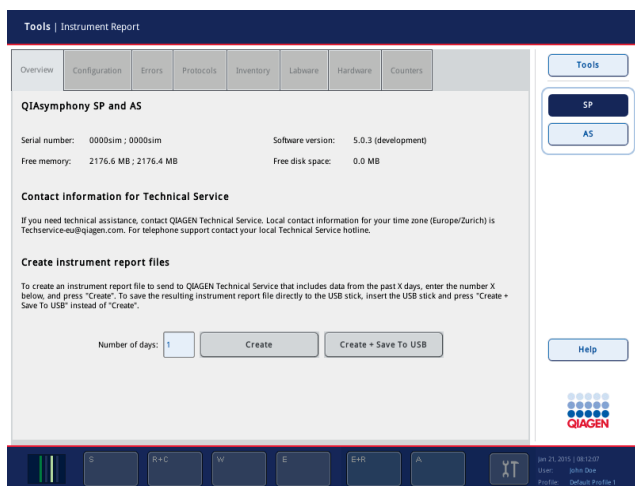 Tools | Instrument Report
Overview Configuration Errors Protocols Inventory Labware Hardware Counters
Tools
SP
AS
QIAsymphony SP and AS
Serial number: 0000sim ; 0000sim Software version: 5.0.3 (development)
Free memory: 2176.6 MB ; 2176.4 MB Free disk space: 0.0 MB
Contact information for Technical Service
If you need technical assistance, contact QIAGEN Technical Service. Local contact information for your time zone (Europe/Zurich) is
Techservice-eu@qiagen.com. For telephone support contact your local Technical Service hotline.
Create instrument report files
To create an instrument report file to send to QIAGEN Technical Service that includes data from the past X days, enter the number X
below, and press "Create". To save the resulting instrument report file directly to the USB stick, insert the USB stick and press "Create +
Save To USB" instead of "Create".
Number of days: 1 Create Create + Save To USB
Help
QIAGEN
S R+C W E E+R A
Jan 21, 2015 | 08:12:07
User: John Doe
Profile: Default Profile 1